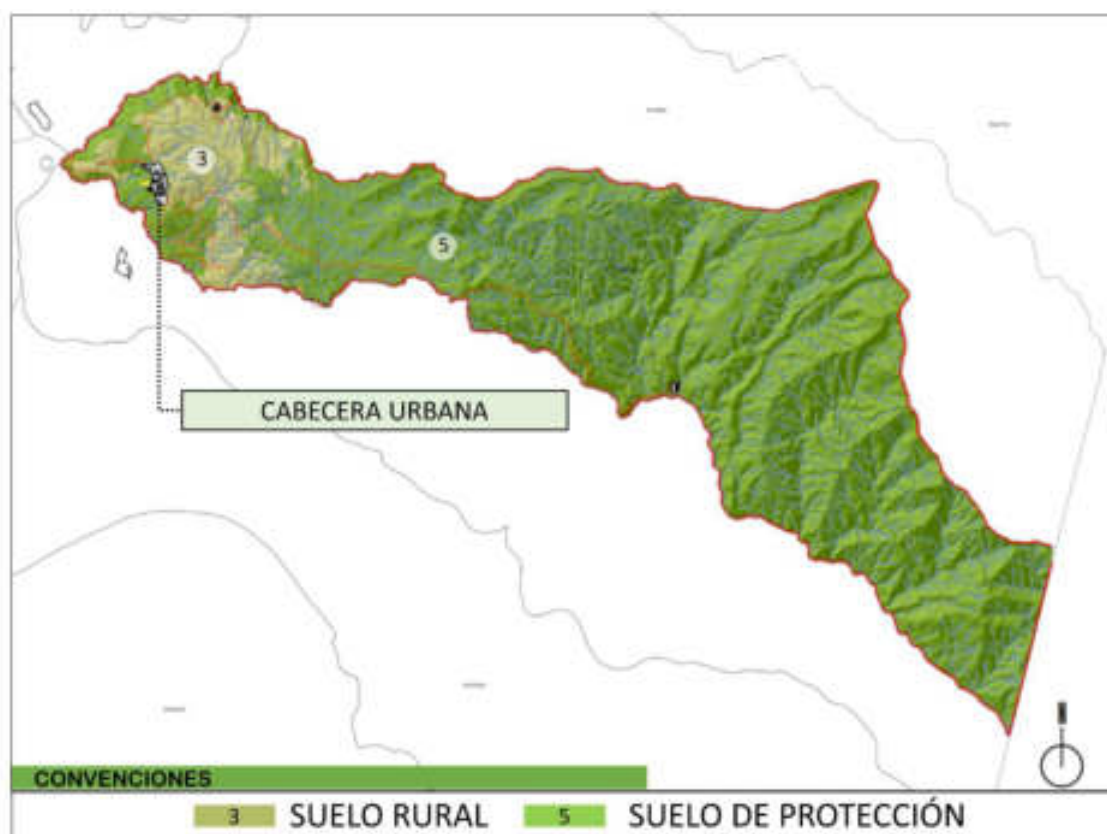 3
5
CABECERA URBANA
CONVENCIONES
3 SUELO RURAL 5 SUELO DE PROTECCIÓN